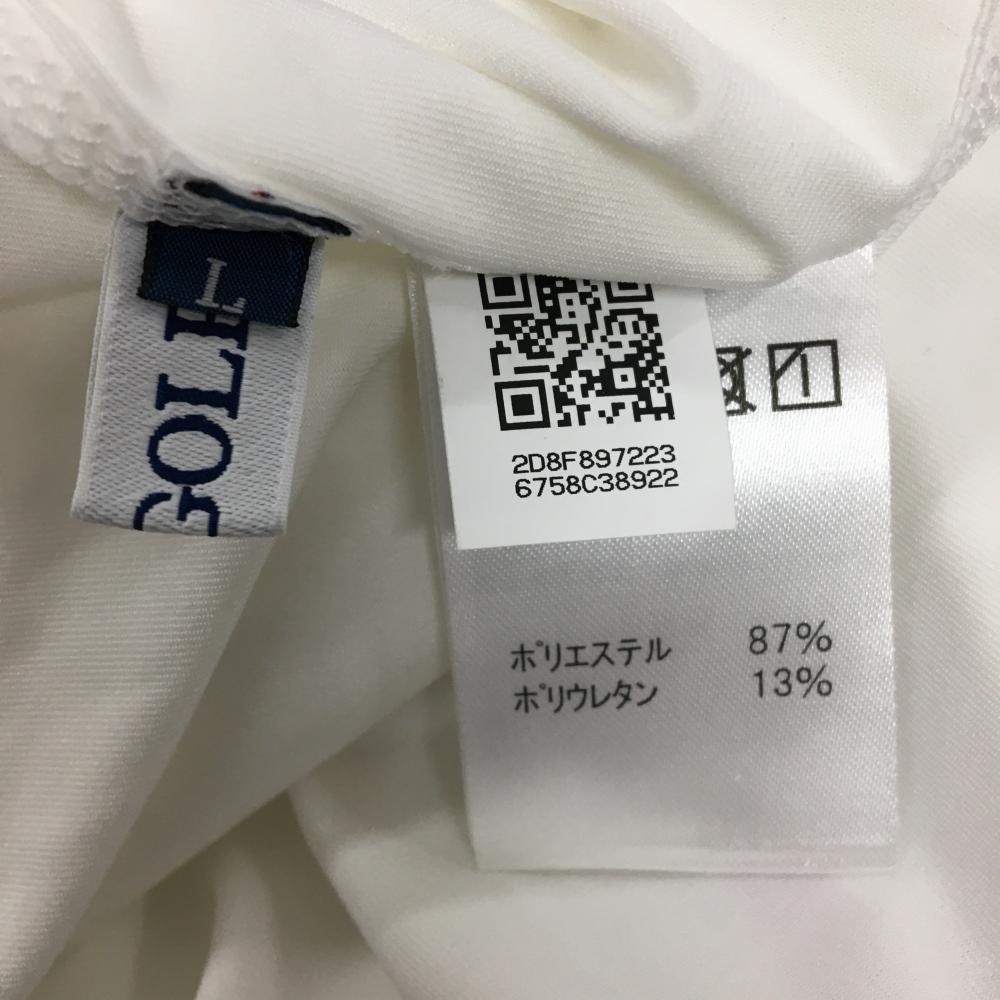 L
GOLF
2D8F897223
6758C38922
ポリエステル 87%
ポリウレタン 13%